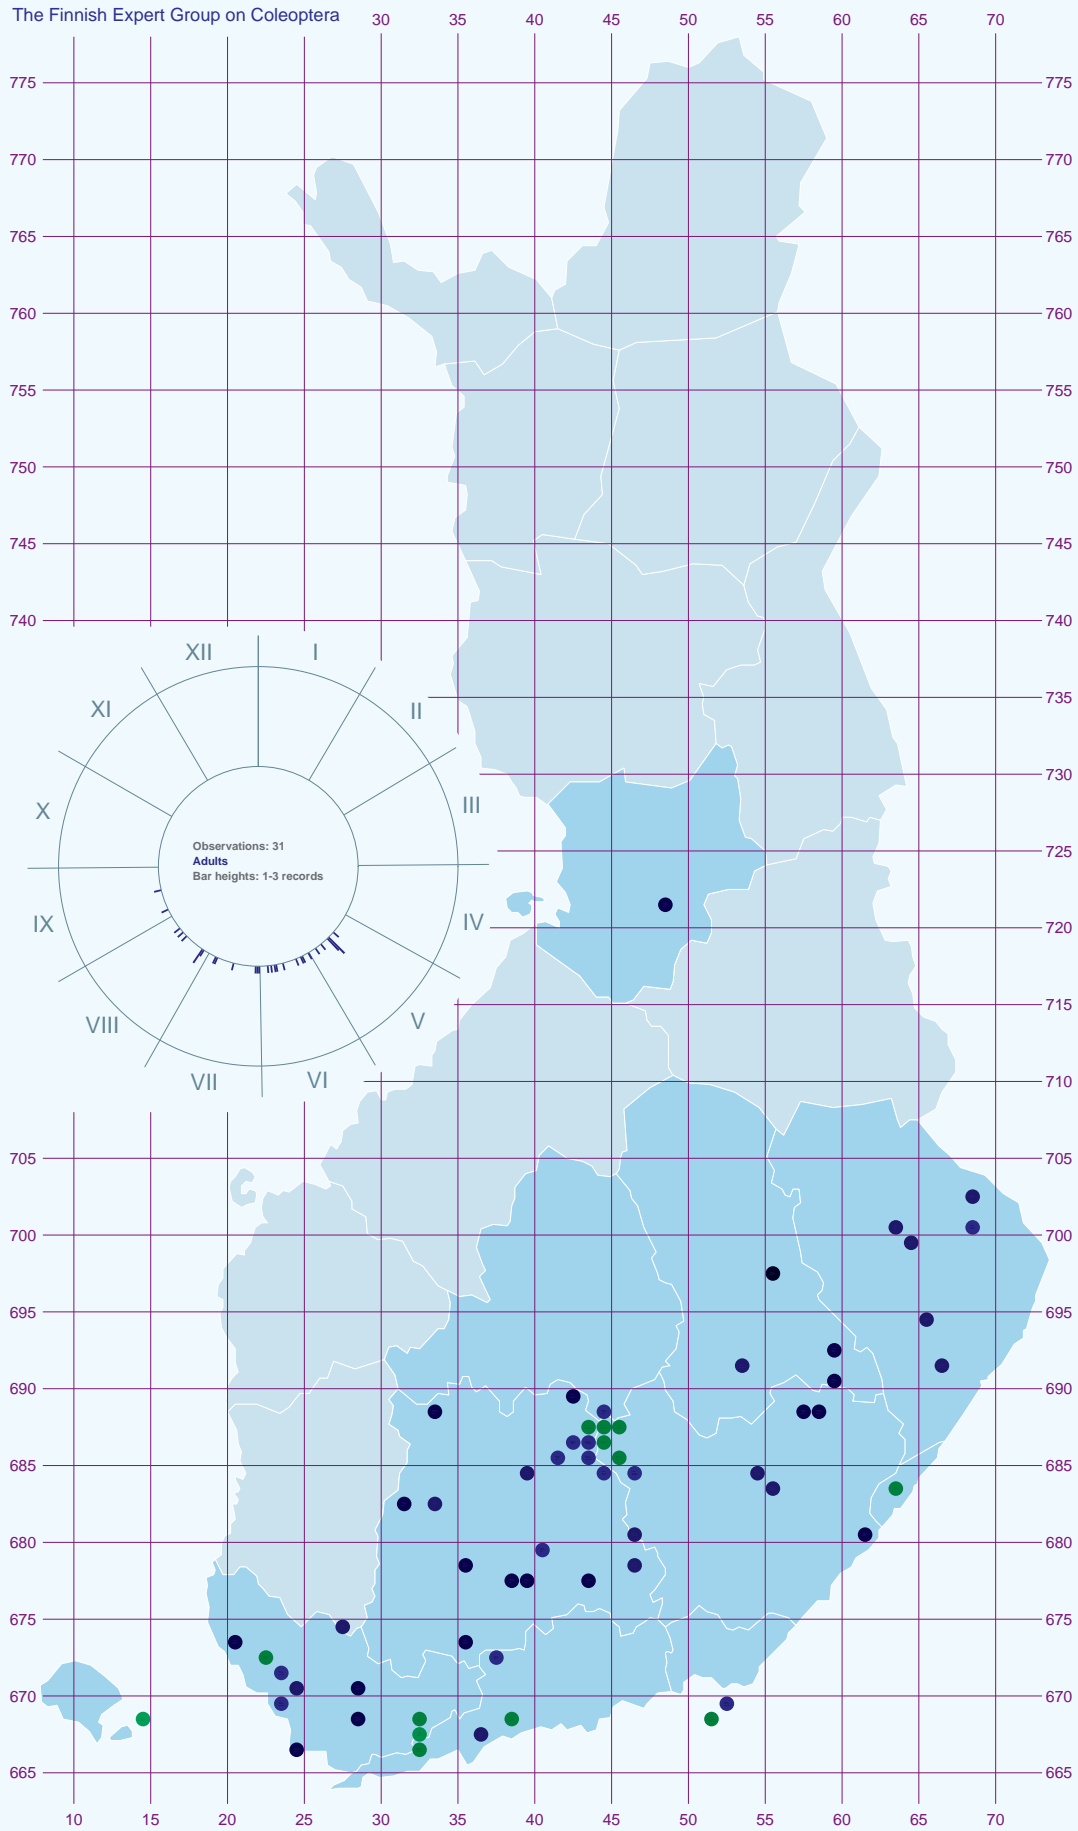 The Finnish Expert Group on Coleoptera 30 35 40 45 50 55 60 65 70
775 775
770 770
765 765
760 760
755 755
750 750
745 745
740 740
XII I
735
XI II
730
X III
Observations: 31
Adults
Bar heights: 1-3 records
725
IX IV
720
715
VIII V
VII VI
710
705 705
700 700
695 695
690 690
685 685
680 680
675 675
670 670
665 665
10 15 20 25 30 35 40 45 50 55 60 65 70